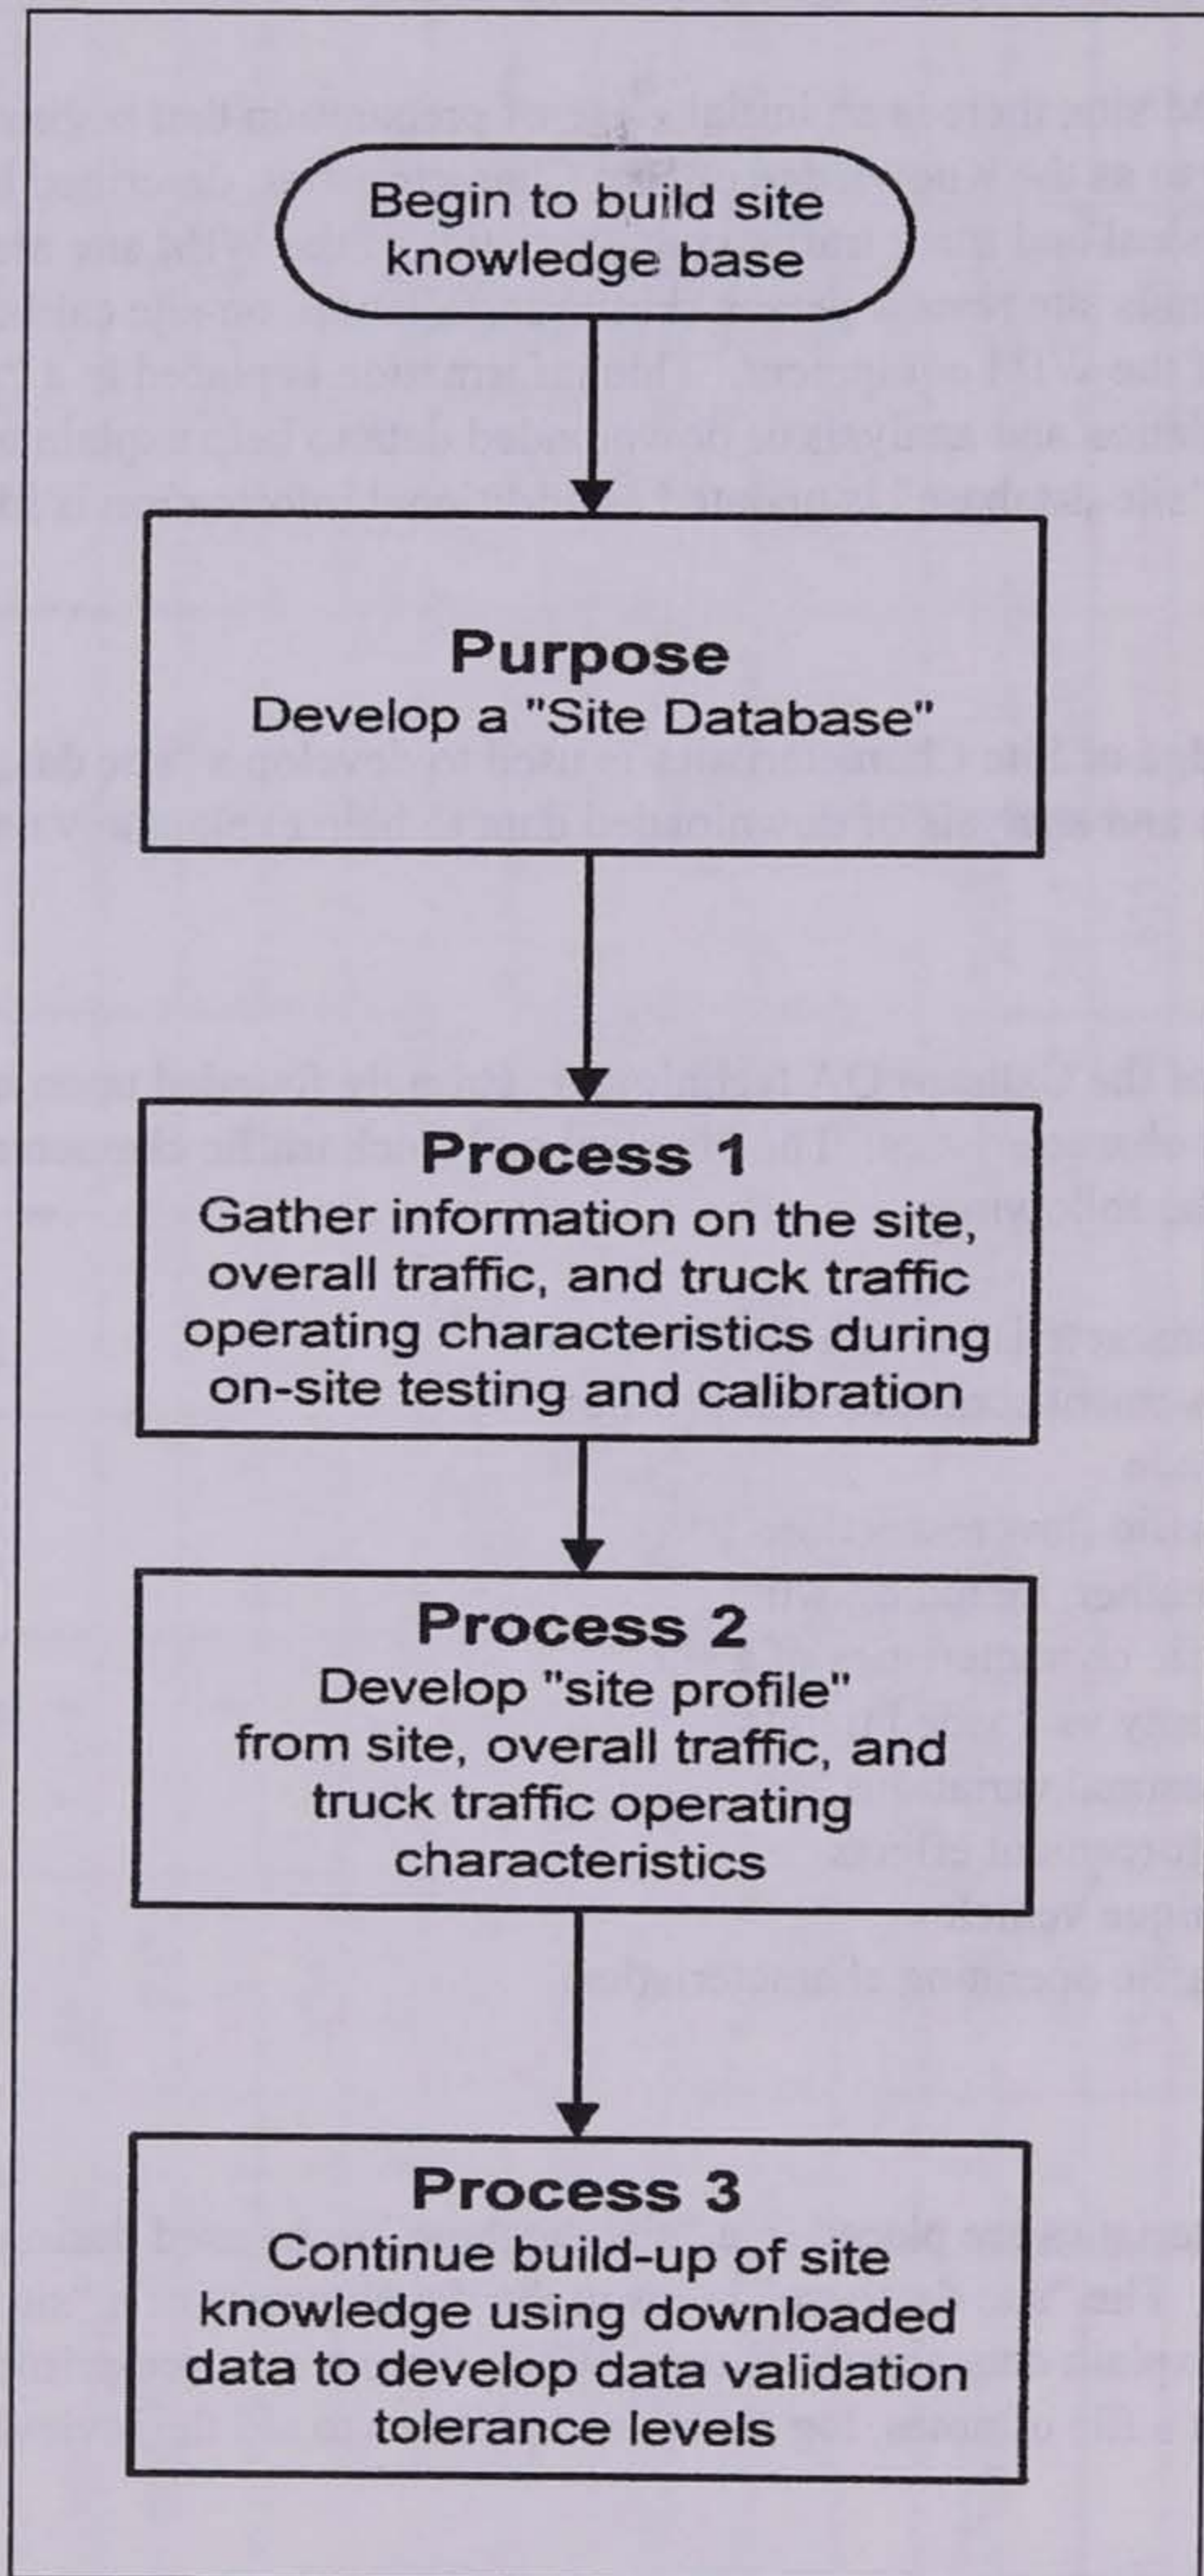 Begin to build site
knowledge base
Purpose
Develop a "Site Database"
Process 1
Gather information on the site,
overall traffic, and truck traffic
operating characteristics during
on-site testing and calibration
Process 2
Develop "site profile"
from site, overall traffic, and
truck traffic operating
characteristics
Process 3
Continue build-up of site
knowledge using downloaded
data to develop data validation
tolerance levels